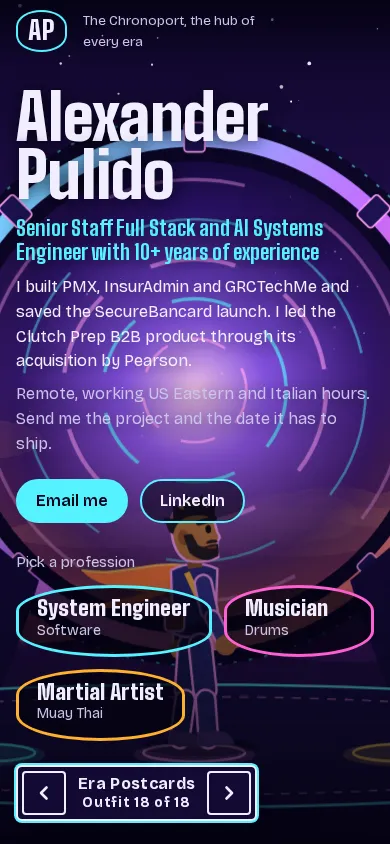 AP
The Chronoport, the hub of
every era
Alexander
Pulido
Senior Staff Full Stack and AI Systems
Engineer with 10+ years of experience
I built PMX, InsurAdmin and GRCTechMe and
saved the SecureBancard launch. I led the
Clutch Prep B2B product through its
acquisition by Pearson.
Remote, working US Eastern and Italian hours.
Send me the project and the date it has to
ship.
Email me
LinkedIn
Pick a profession
System Engineer
Software
Musician
Drums
Martial Artist
Muay Thai
Era Postcards
Outfit 18 of 18